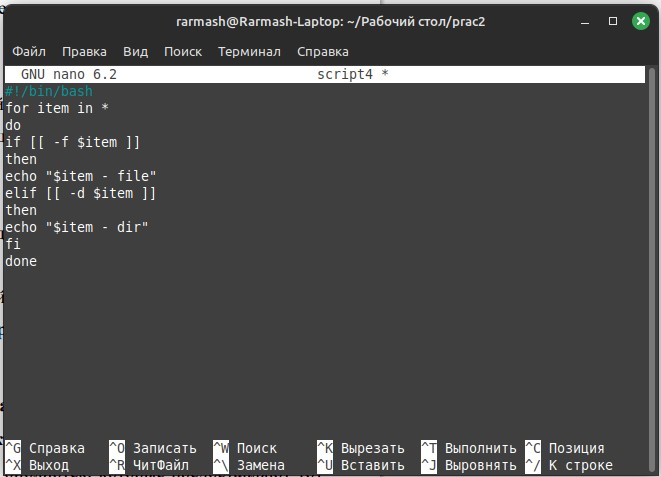 rarmash@Rarmash-Laptop: ~/Рабочий стол/prac2
Файл Правка Вид Поиск Терминал Справка
GNU nano 6.2 script4 *
#!/bin/bash
for item in *
do
if [[ -f $item ]]
then
echo "$item - file"
elif [[ -d $item ]]
then
echo "$item - dir"
fi
done
^G Справка ^O Записать ^W Поиск ^K Вырезать ^T Выполнить ^C Позиция
^X Выход ^R ЧитФайл ^\ Замена ^U Вставить ^J Выровнять ^/ К строке